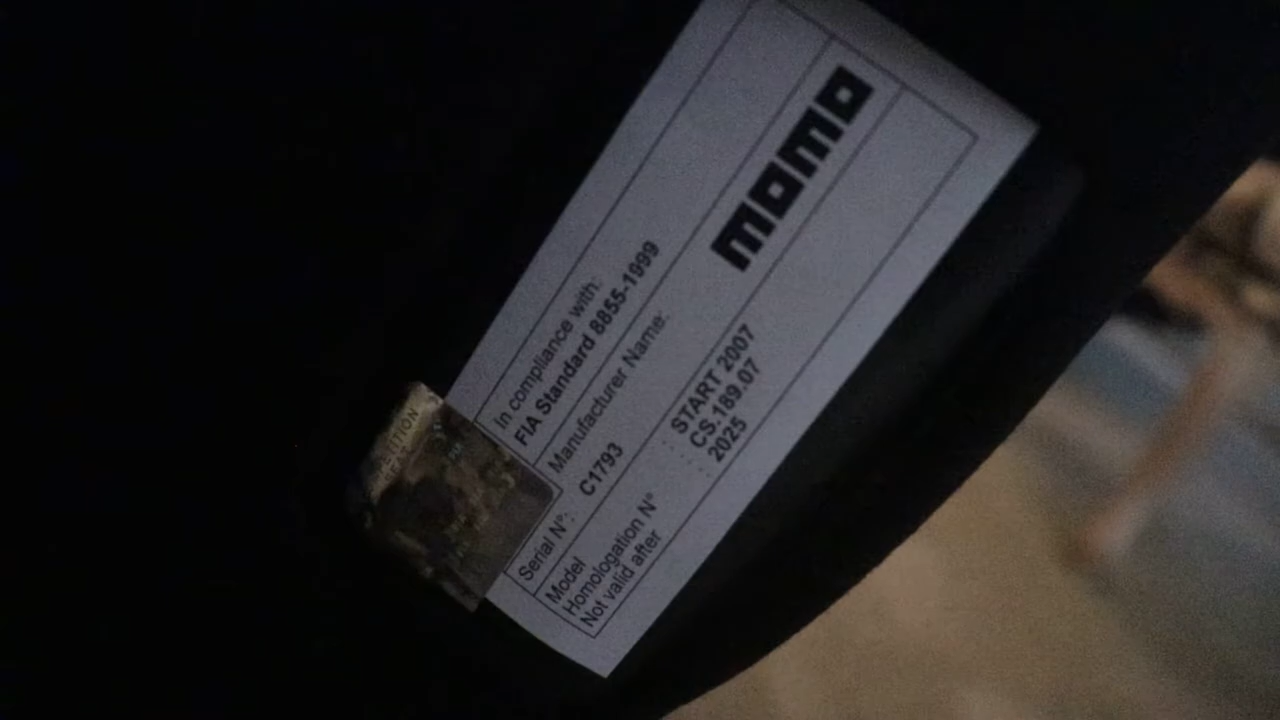 In compliance with:
FIA Standard 8855-1999
Manufacturer Name:
momo
Serial N°: C1793
Model : START 2007
Homologation N° : CS.189.07
Not valid after : 2025